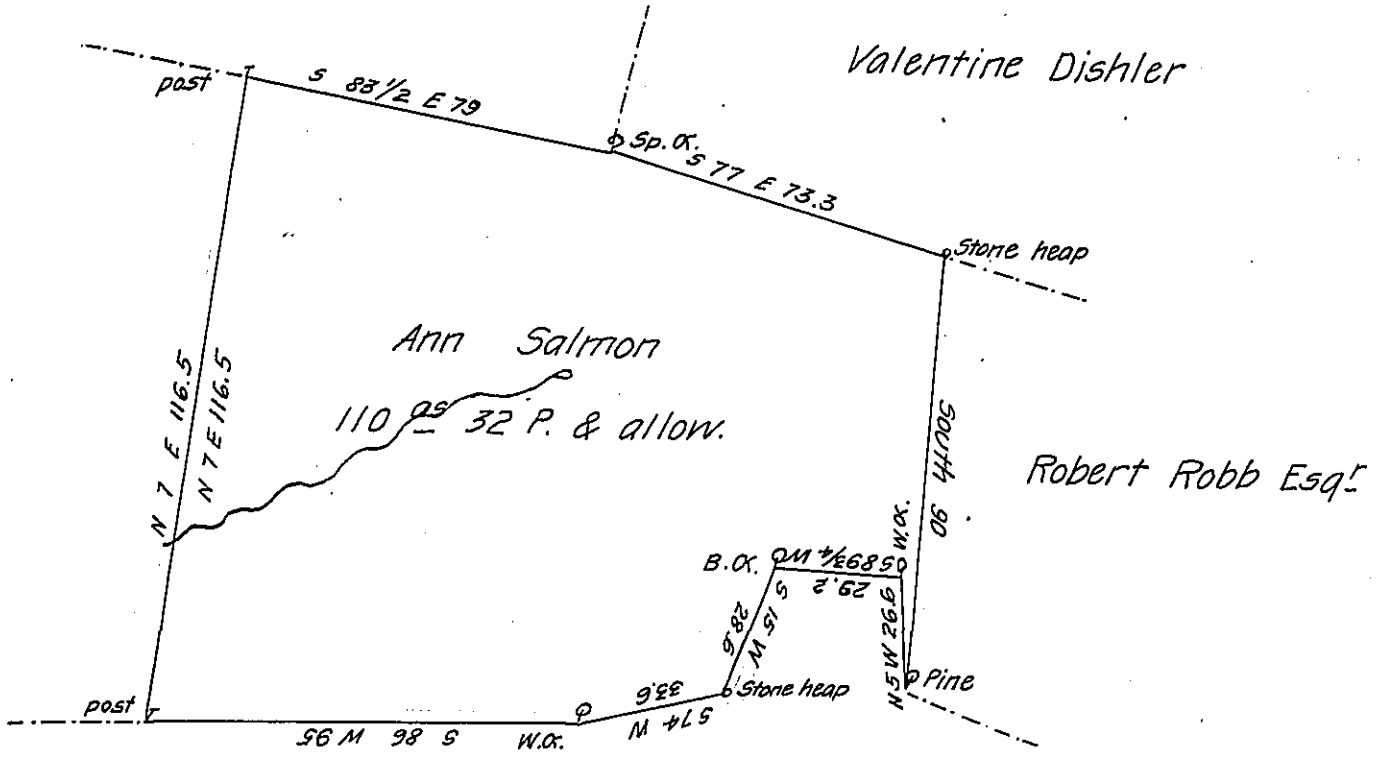 Valentine Dishler
post
S 83 1/2 E 79
Sp. O.
S 77 E 73.3
Stone heap
Ann Salmon
110 as 32 P. & allow.
N 7 E 116.5
N 7 E 116.5
South 90
Robert Robb Esqr
W.O.
B.O.
S 89 3/4 W
29.2
28.6
S 15 W
N 5 W 26.6
Pine
Stone heap
33.6
S 74 W
post
S 86 W 95
W.O.